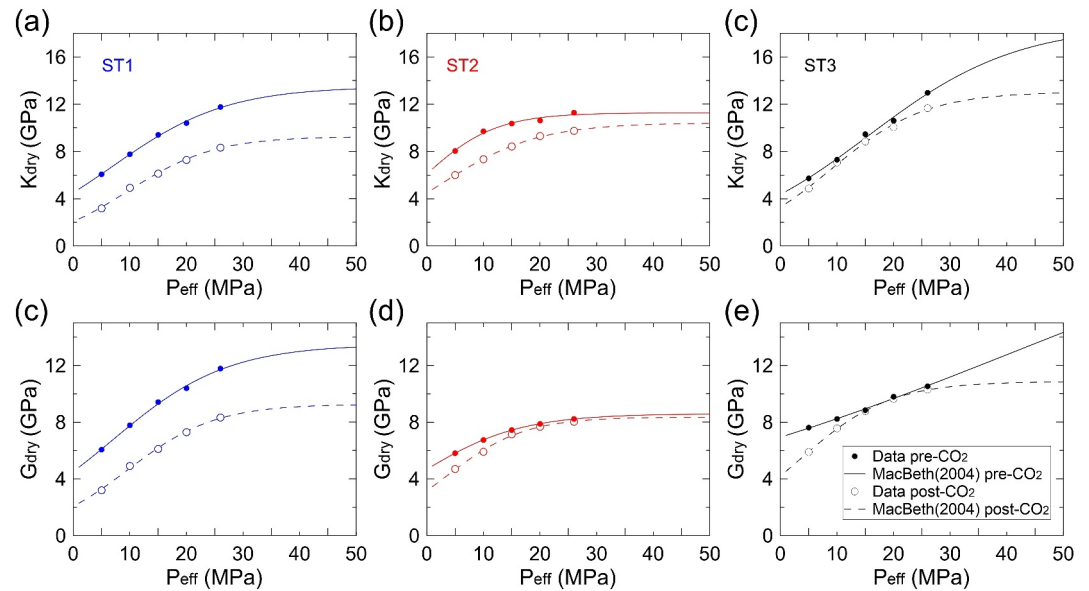 (a)
ST1
16
12
8
4
0
Kdry (GPa)
0 10 20 30 40 50
Peff (MPa)
(b)
ST2
16
12
8
4
0
Kdry (GPa)
0 10 20 30 40 50
Peff (MPa)
(c)
ST3
16
12
8
4
0
Kdry (GPa)
0 10 20 30 40 50
Peff (MPa)
(c)
12
8
4
0
Gdry (GPa)
0 10 20 30 40 50
Peff (MPa)
(d)
12
8
4
0
Gdry (GPa)
0 10 20 30 40 50
Peff (MPa)
(e)
12
8
4
0
Gdry (GPa)
Data pre-CO2
MacBeth(2004) pre-CO2
Data post-CO2
MacBeth(2004) post-CO2
0 10 20 30 40 50
Peff (MPa)